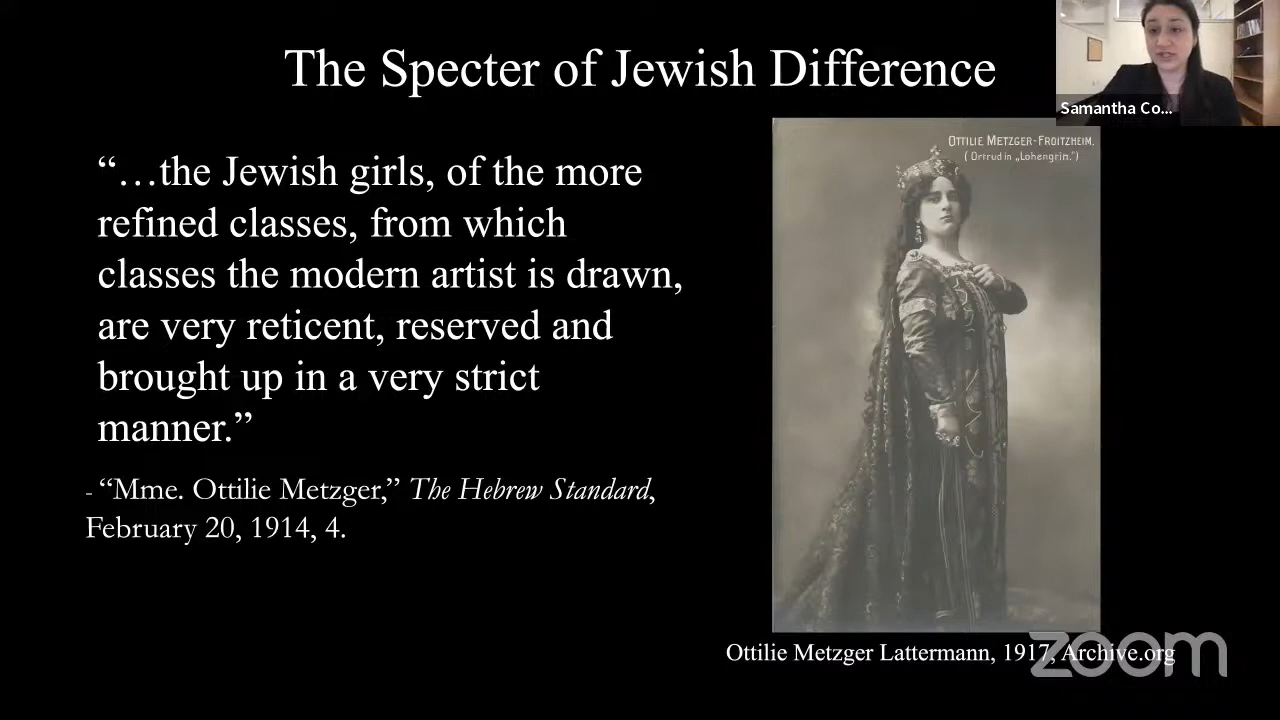 The Specter of Jewish Difference
Samantha Co...
“…the Jewish girls, of the more
refined classes, from which
classes the modern artist is drawn,
are very reticent, reserved and
brought up in a very strict
manner.”
- “Mme. Ottilie Metzger,” The Hebrew Standard,
February 20, 1914, 4.
OTTILIE METZGER-FROITZHEIM.
( Ortrud in „Lohengrin.”)
Ottilie Metzger Lattermann, 1917, Archive.org
zoom